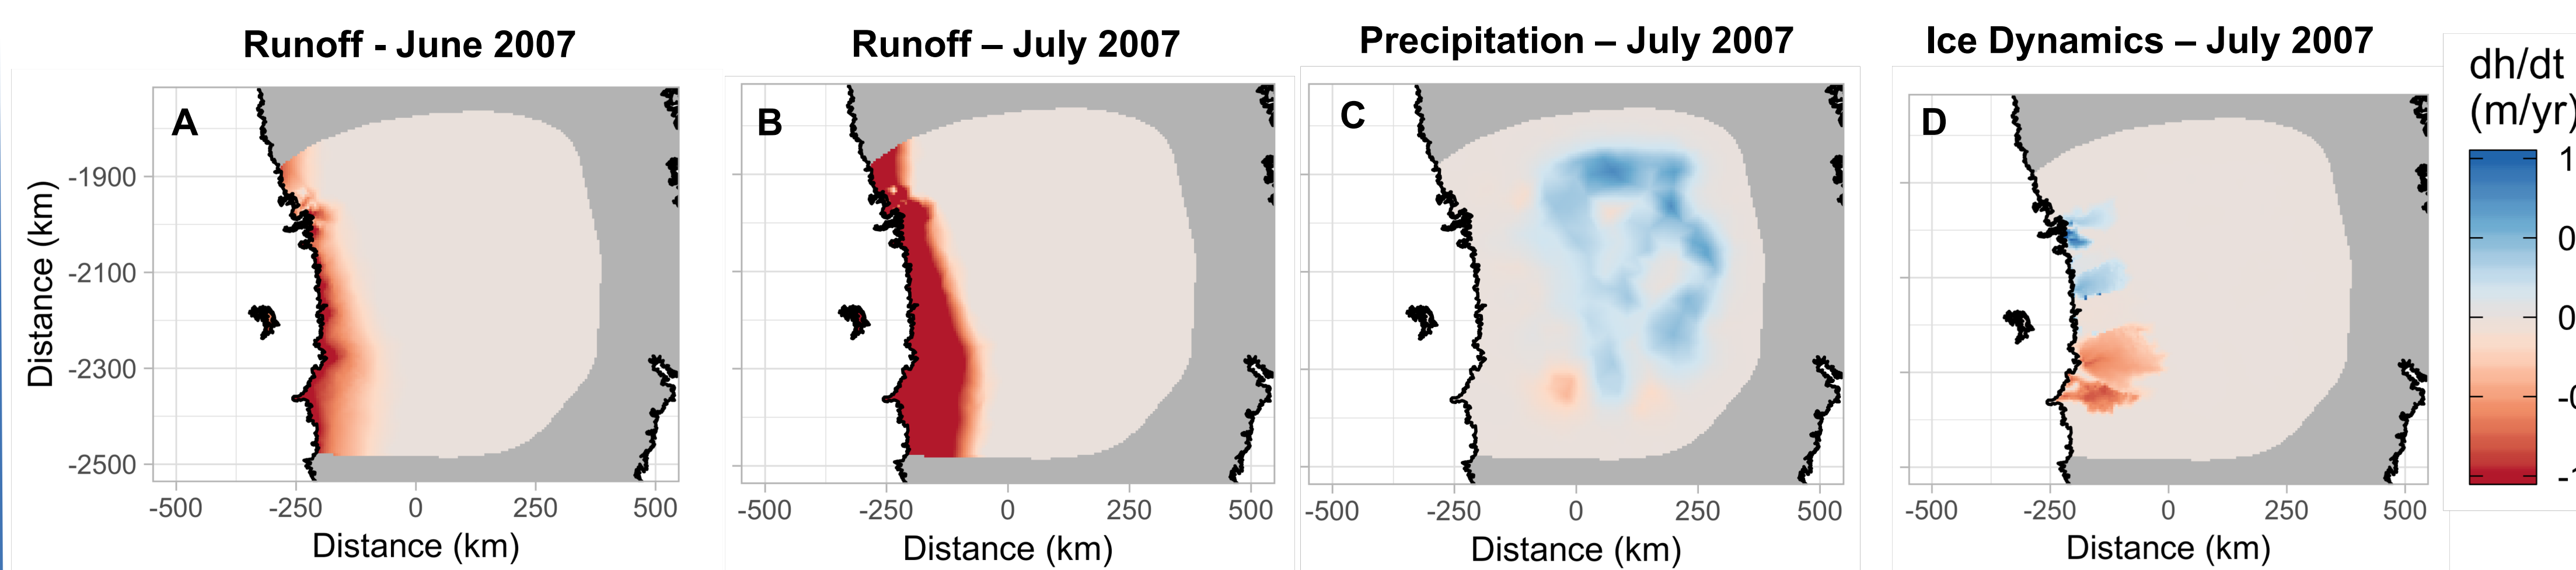 Runoff - June 2007
Runoff – July 2007
Precipitation – July 2007
Ice Dynamics – July 2007
dh/dt
(m/yr)
A
B
C
D
Distance (km)
-1900
-2100
-2300
-2500
-500 -250 0 250 500
-500 -250 0 250 500
-500 -250 0 250 500
-500 -250 0 250 500
Distance (km)
Distance (km)
Distance (km)
Distance (km)